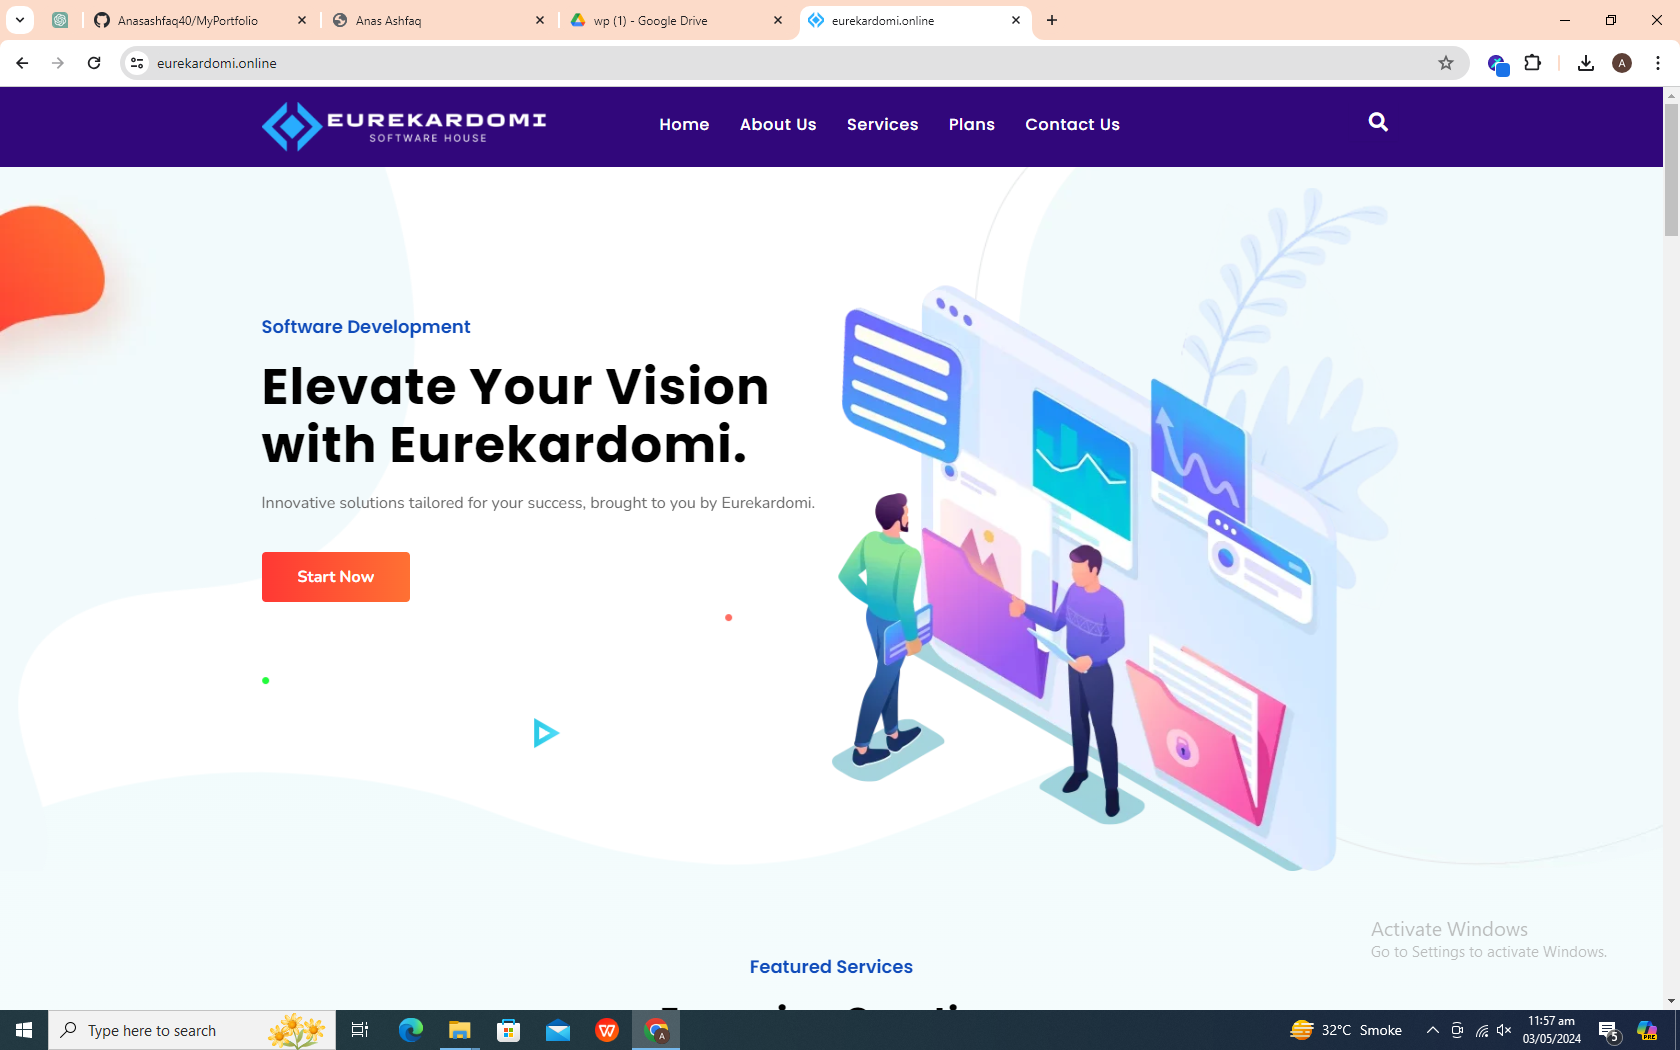 Anasashfaq40/MyPortfolio
Anas Ashfaq
wp (1) - Google Drive
eurekardomi.online
eurekardomi.online
A
EUREKARDOMI
SOFTWARE HOUSE
Home
About Us
Services
Plans
Contact Us
Software Development
Elevate Your Vision
with Eurekardomi.
Innovative solutions tailored for your success, brought to you by Eurekardomi.
Start Now
Activate Windows
Go to Settings to activate Windows.
Featured Services
Type here to search
W
A
32°C Smoke
11:57 am
03/05/2024
5
PRE